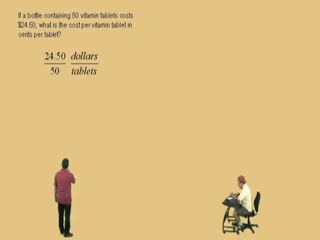 If a bottle containing 50 vitamin tablets costs
$24.50, what is the cost per vitamin tablet in
cents per tablet?
24.50 dollars
50 tablets